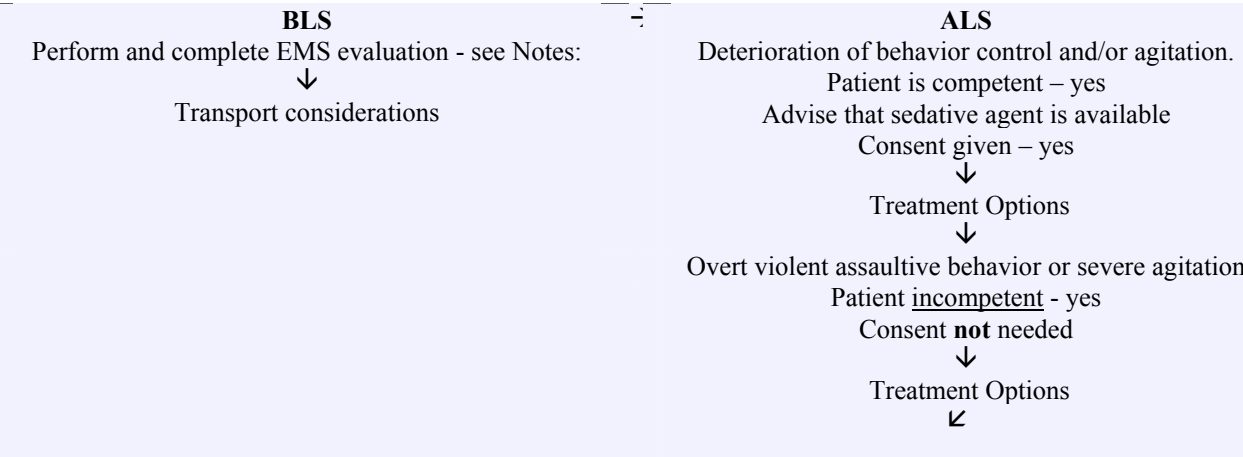 BLS
Perform and complete EMS evaluation - see Notes:
↓
Transport considerations
→
ALS
Deterioration of behavior control and/or agitation.
Patient is competent – yes
Advise that sedative agent is available
Consent given – yes
↓
Treatment Options
↓
Overt violent assaultive behavior or severe agitation
Patient incompetent - yes
Consent not needed
↓
Treatment Options
↙